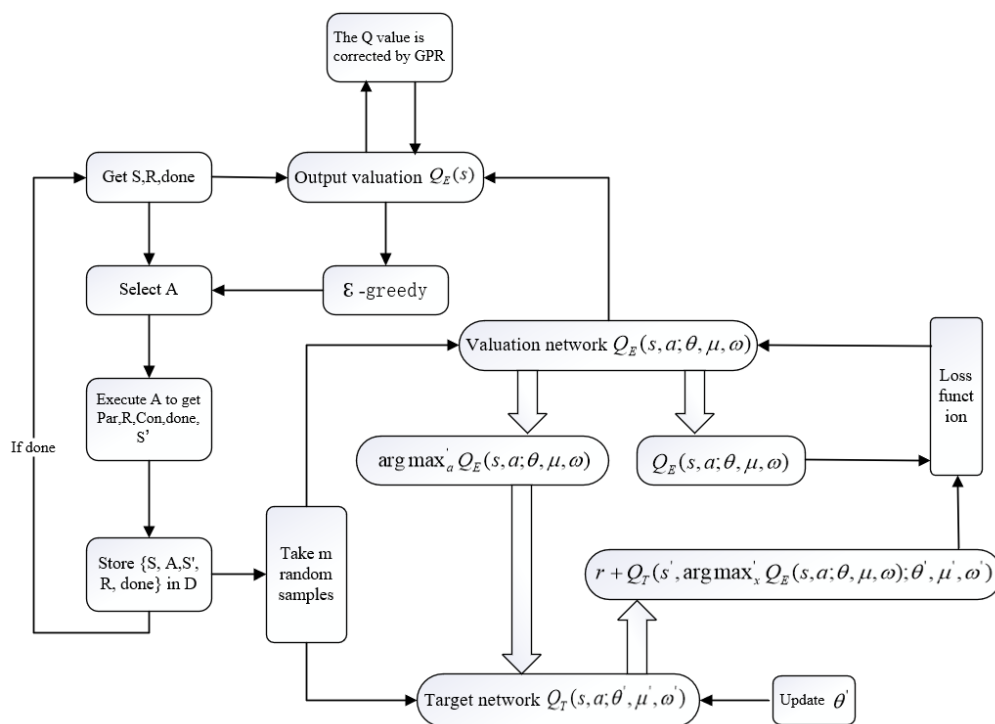 The Q value is
corrected by GPR
Get S,R,done
Output valuation Q_E(s)
Select A
ε -greedy
Valuation network Q_E(s,a;θ,μ,ω)
Loss
funct
ion
Execute A to get
Par,R,Con,done,
S'
If done
arg max'_a Q_E(s,a;θ,μ,ω)
Q_E(s,a;θ,μ,ω)
Store {S, A,S',
R, done} in D
Take m
random
samples
r + Q_T(s',arg max'_x Q_E(s,a;θ,μ,ω);θ',μ',ω')
Target network Q_T(s,a;θ',μ',ω')
Update θ'